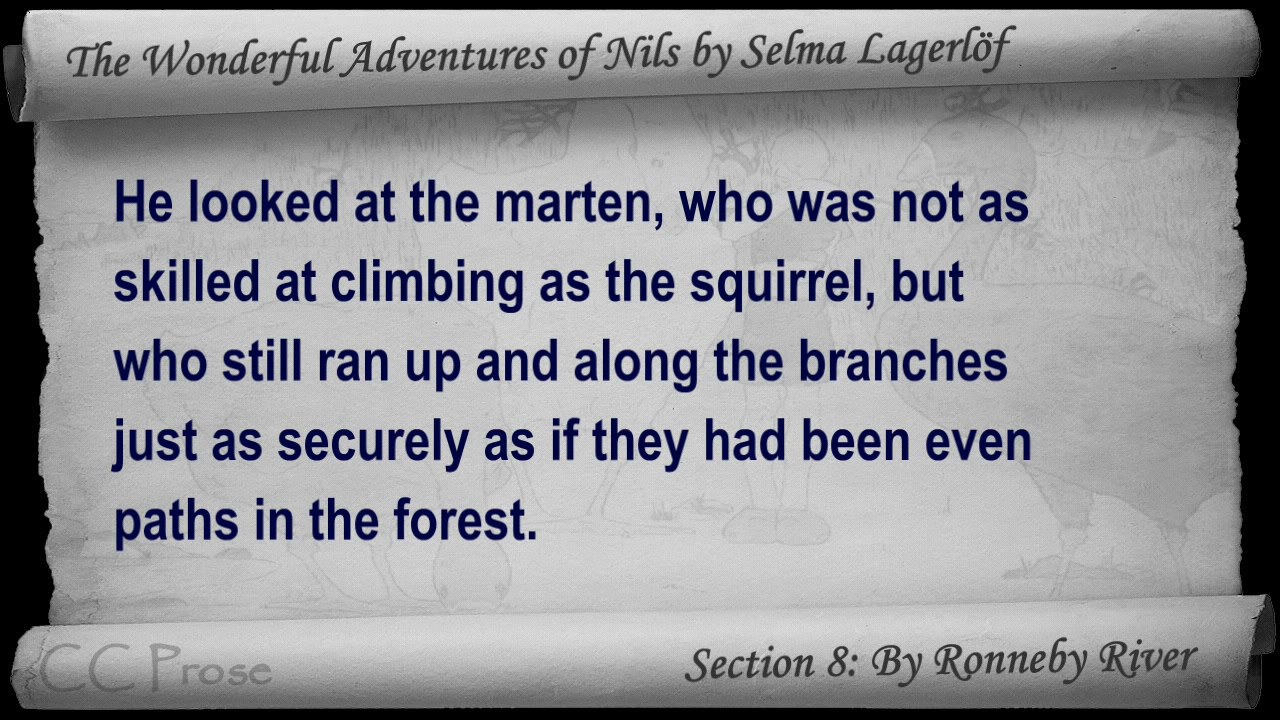 The Wonderful Adventures of Nils by Selma Lagerlöf
He looked at the marten, who was not as
skilled at climbing as the squirrel, but
who still ran up and along the branches
just as securely as if they had been even
paths in the forest.
CC Prose
Section 8: By Ronneby River